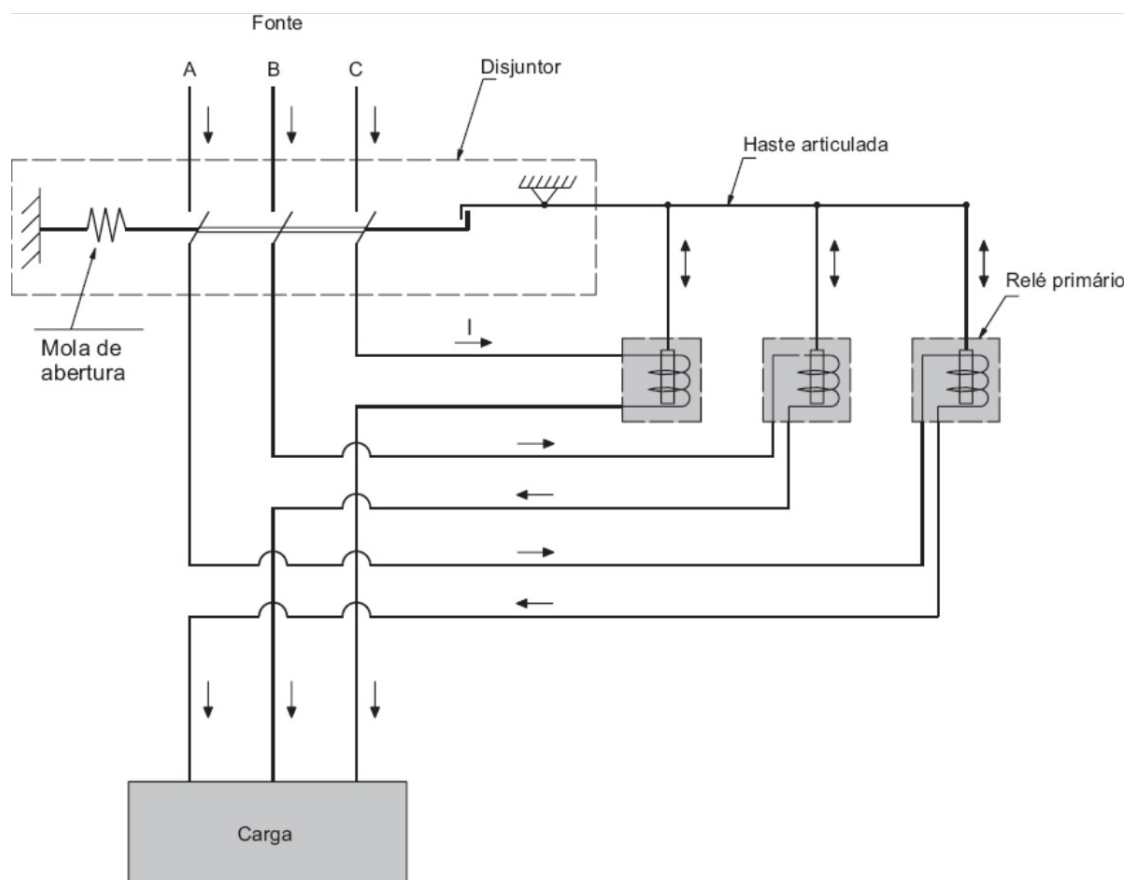 Fonte
A B C
Disjuntor
Haste articulada
Relé primário
Mola de
abertura
I
Carga